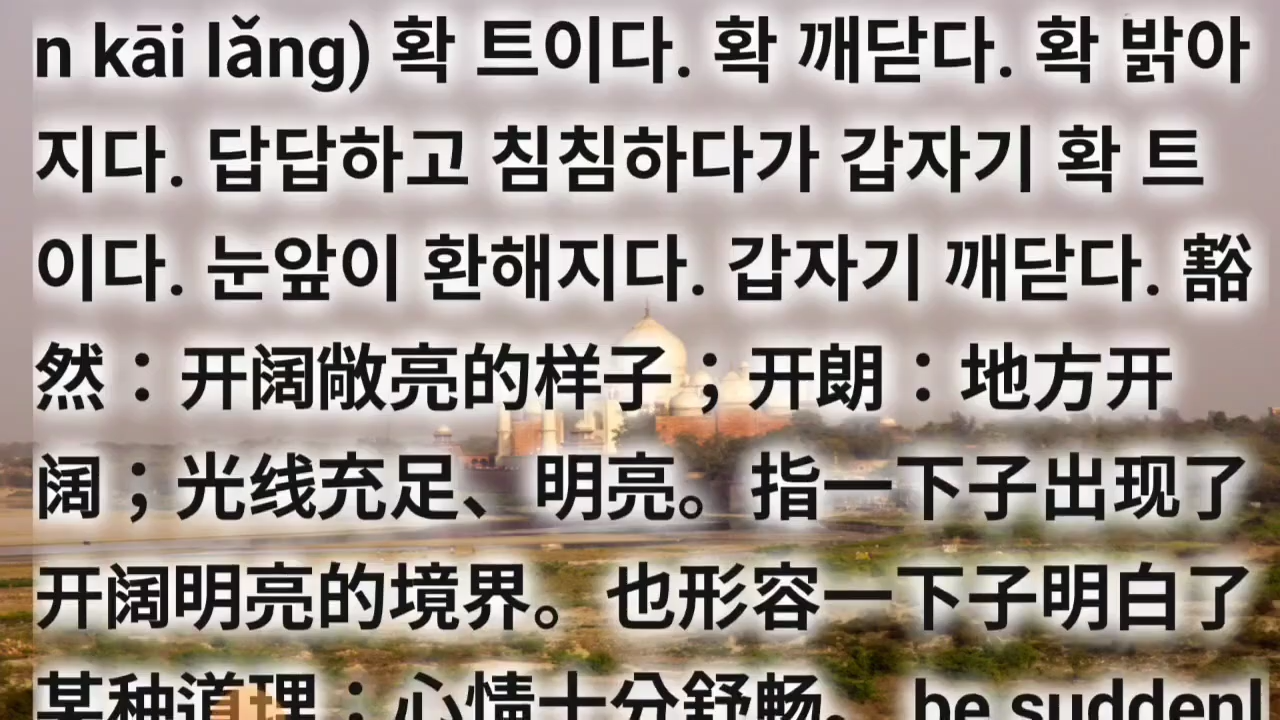 n kāi lǎng) 확 트이다. 확 깨닫다. 확 밝아
지다. 답답하고 침침하다가 갑자기 확 트
이다. 눈앞이 환해지다. 갑자기 깨닫다. 豁
然：开阔敞亮的样子；开朗：地方开
阔；光线充足、明亮。指一下子出现了
开阔明亮的境界。也形容一下子明白了
某种道理；心情十分舒畅。 be suddenl